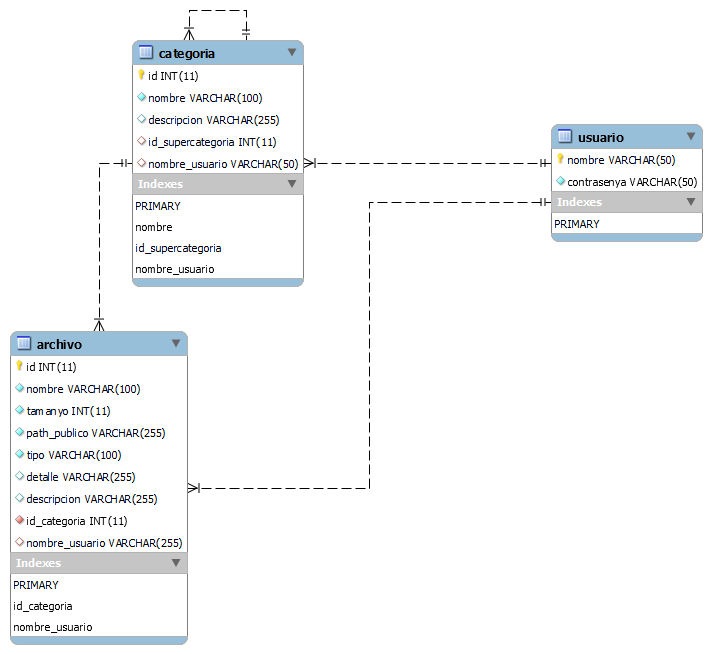 categoria
id INT(11)
nombre VARCHAR(100)
descripcion VARCHAR(255)
id_supercategoria INT(11)
nombre_usuario VARCHAR(50)
Indexes
PRIMARY
nombre
id_supercategoria
nombre_usuario
usuario
nombre VARCHAR(50)
contrasenya VARCHAR(50)
Indexes
PRIMARY
archivo
id INT(11)
nombre VARCHAR(100)
tamanyo INT(11)
path_publico VARCHAR(255)
tipo VARCHAR(100)
detalle VARCHAR(255)
descripcion VARCHAR(255)
id_categoria INT(11)
nombre_usuario VARCHAR(255)
Indexes
PRIMARY
id_categoria
nombre_usuario